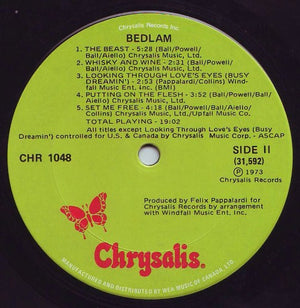 Chrysalis Records Inc.
BEDLAM
1. THE BEAST - 5:28 (Ball/Powell/
Ball/Aiello) Chrysalis Music, Ltd.
2. WHISKY AND WINE - 2:31 (Ball/Powell/
Ball/Aiello) Chrysalis Music, Ltd.
3. LOOKING THROUGH LOVE'S EYES (BUSY
DREAMIN') - 2:53 (Pappalardi/Collins) Wind-
fall Music Ent. inc. (BMI)
4. PUTTING ON THE FLESH - 3:52 (Ball/Powell/
Ball/Aiello) Chrysalis Music Ltd.
5. SET ME FREE - 4:18 (Ball/Powell/Ball/
Aiello/Collins) Chrysalis Music, Ltd./Upfall Music
Co.
TOTAL PLAYING - 19:02
All titles except Looking Through Love's Eyes (Busy
Dreamin') controlled for U.S. & Canada by Chrysalis Music Corp. - ASCAP
CHR 1048
SIDE II
(31,592)
Ⓟ 1973
Chrysalis Records
Produced by Felix Pappalardi for
Chrysalis Records by arrangement
with Windfall Music Ent., Inc.
Chrysalis.
MANUFACTURED AND DISTRIBUTED BY WEA MUSIC OF CANADA, LTD.